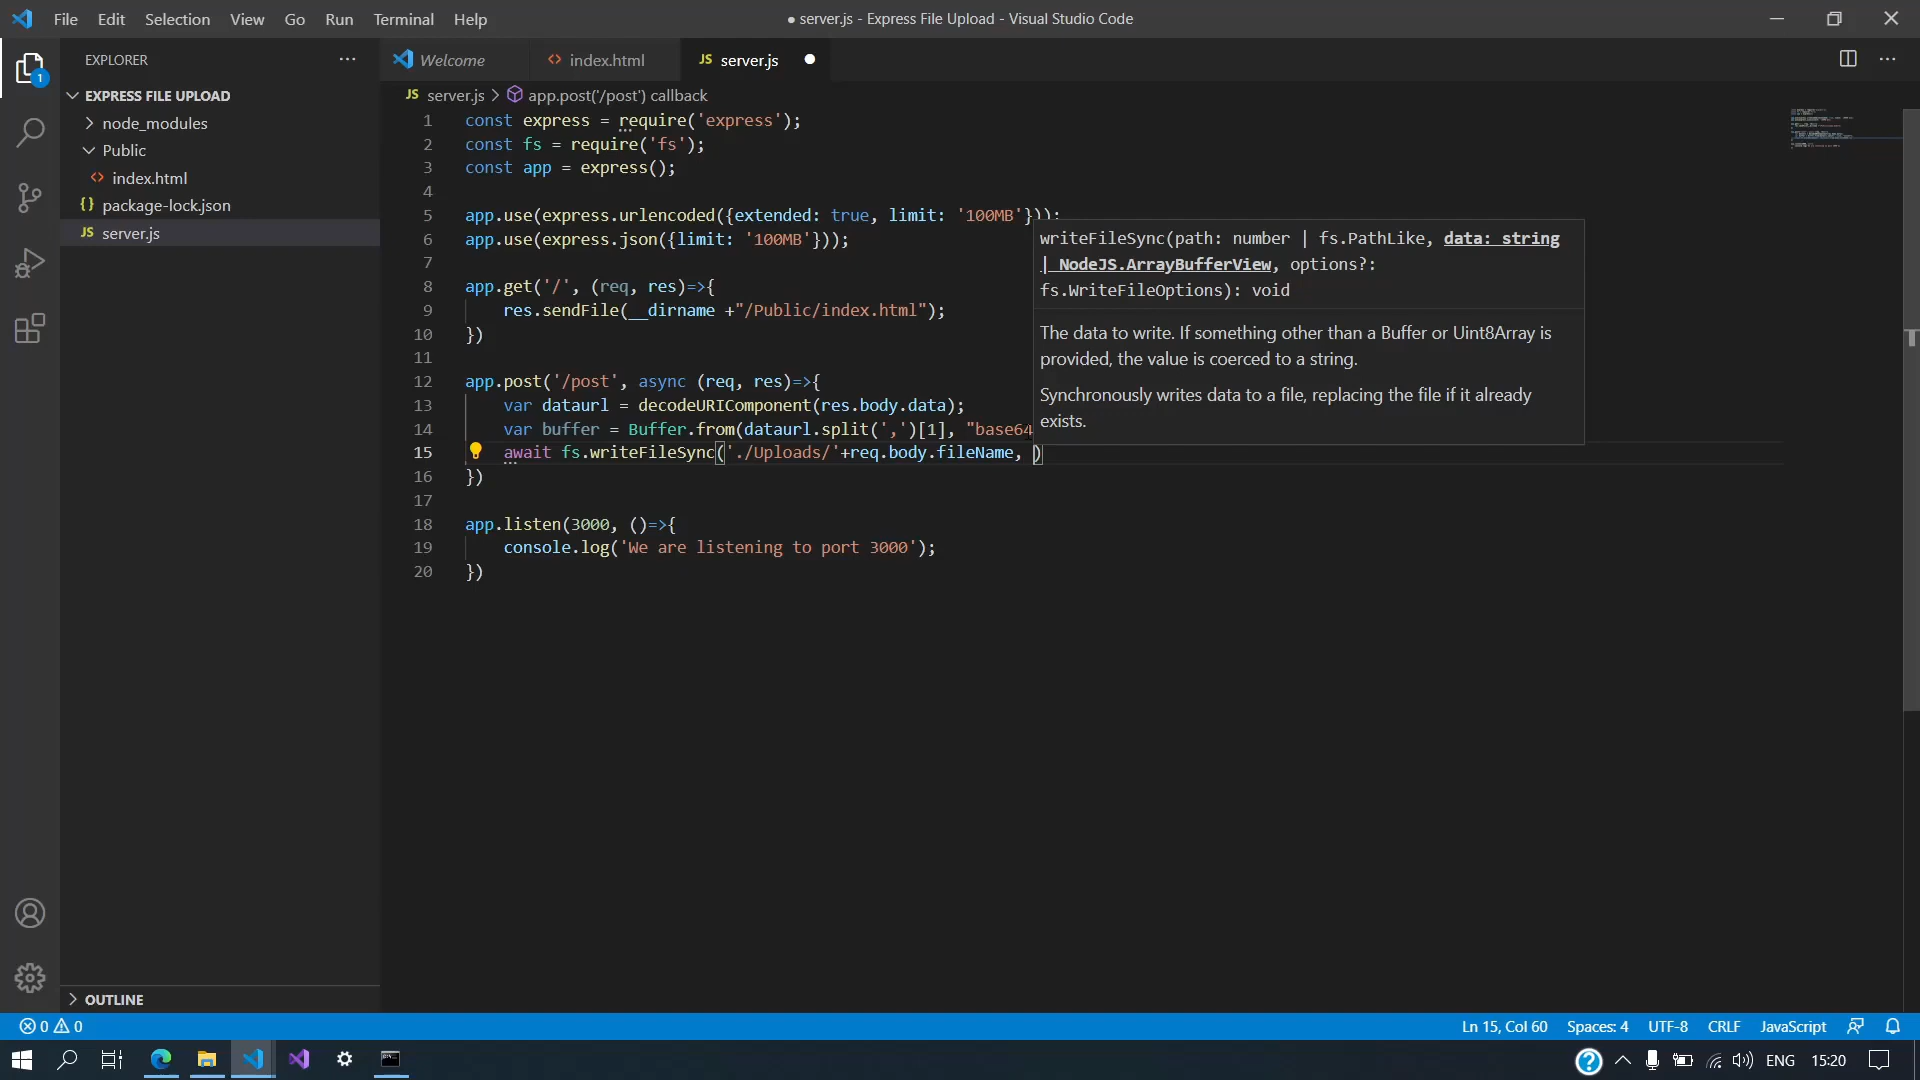 File Edit Selection View Go Run Terminal Help
● server.js - Express File Upload - Visual Studio Code
EXPLORER
Welcome
index.html
JS server.js
EXPRESS FILE UPLOAD
node_modules
Public
index.html
package-lock.json
JS server.js
1
JS server.js > app.post('/post') callback
1 const express = require('express');
2 const fs = require('fs');
3 const app = express();
4
5 app.use(express.urlencoded({extended: true, limit: '100MB'}));
6 app.use(express.json({limit: '100MB'}));
7
8 app.get('/', (req, res)=>{
9 res.sendFile(__dirname +"/Public/index.html");
10 })
11
12 app.post('/post', async (req, res)=>{
13 var dataurl = decodeURIComponent(res.body.data);
14 var buffer = Buffer.from(dataurl.split(',')[1], "base64
15 await fs.writeFileSync('./Uploads/'+req.body.fileName, )
16 })
17
18 app.listen(3000, ()=>{
19 console.log('We are listening to port 3000');
20 })
writeFileSync(path: number | fs.PathLike, data: string
| NodeJS.ArrayBufferView, options?:
fs.WriteFileOptions): void
The data to write. If something other than a Buffer or Uint8Array is
provided, the value is coerced to a string.
Synchronously writes data to a file, replacing the file if it already
exists.
OUTLINE
0 0
Ln 15, Col 60 Spaces: 4 UTF-8 CRLF JavaScript
ENG 15:20